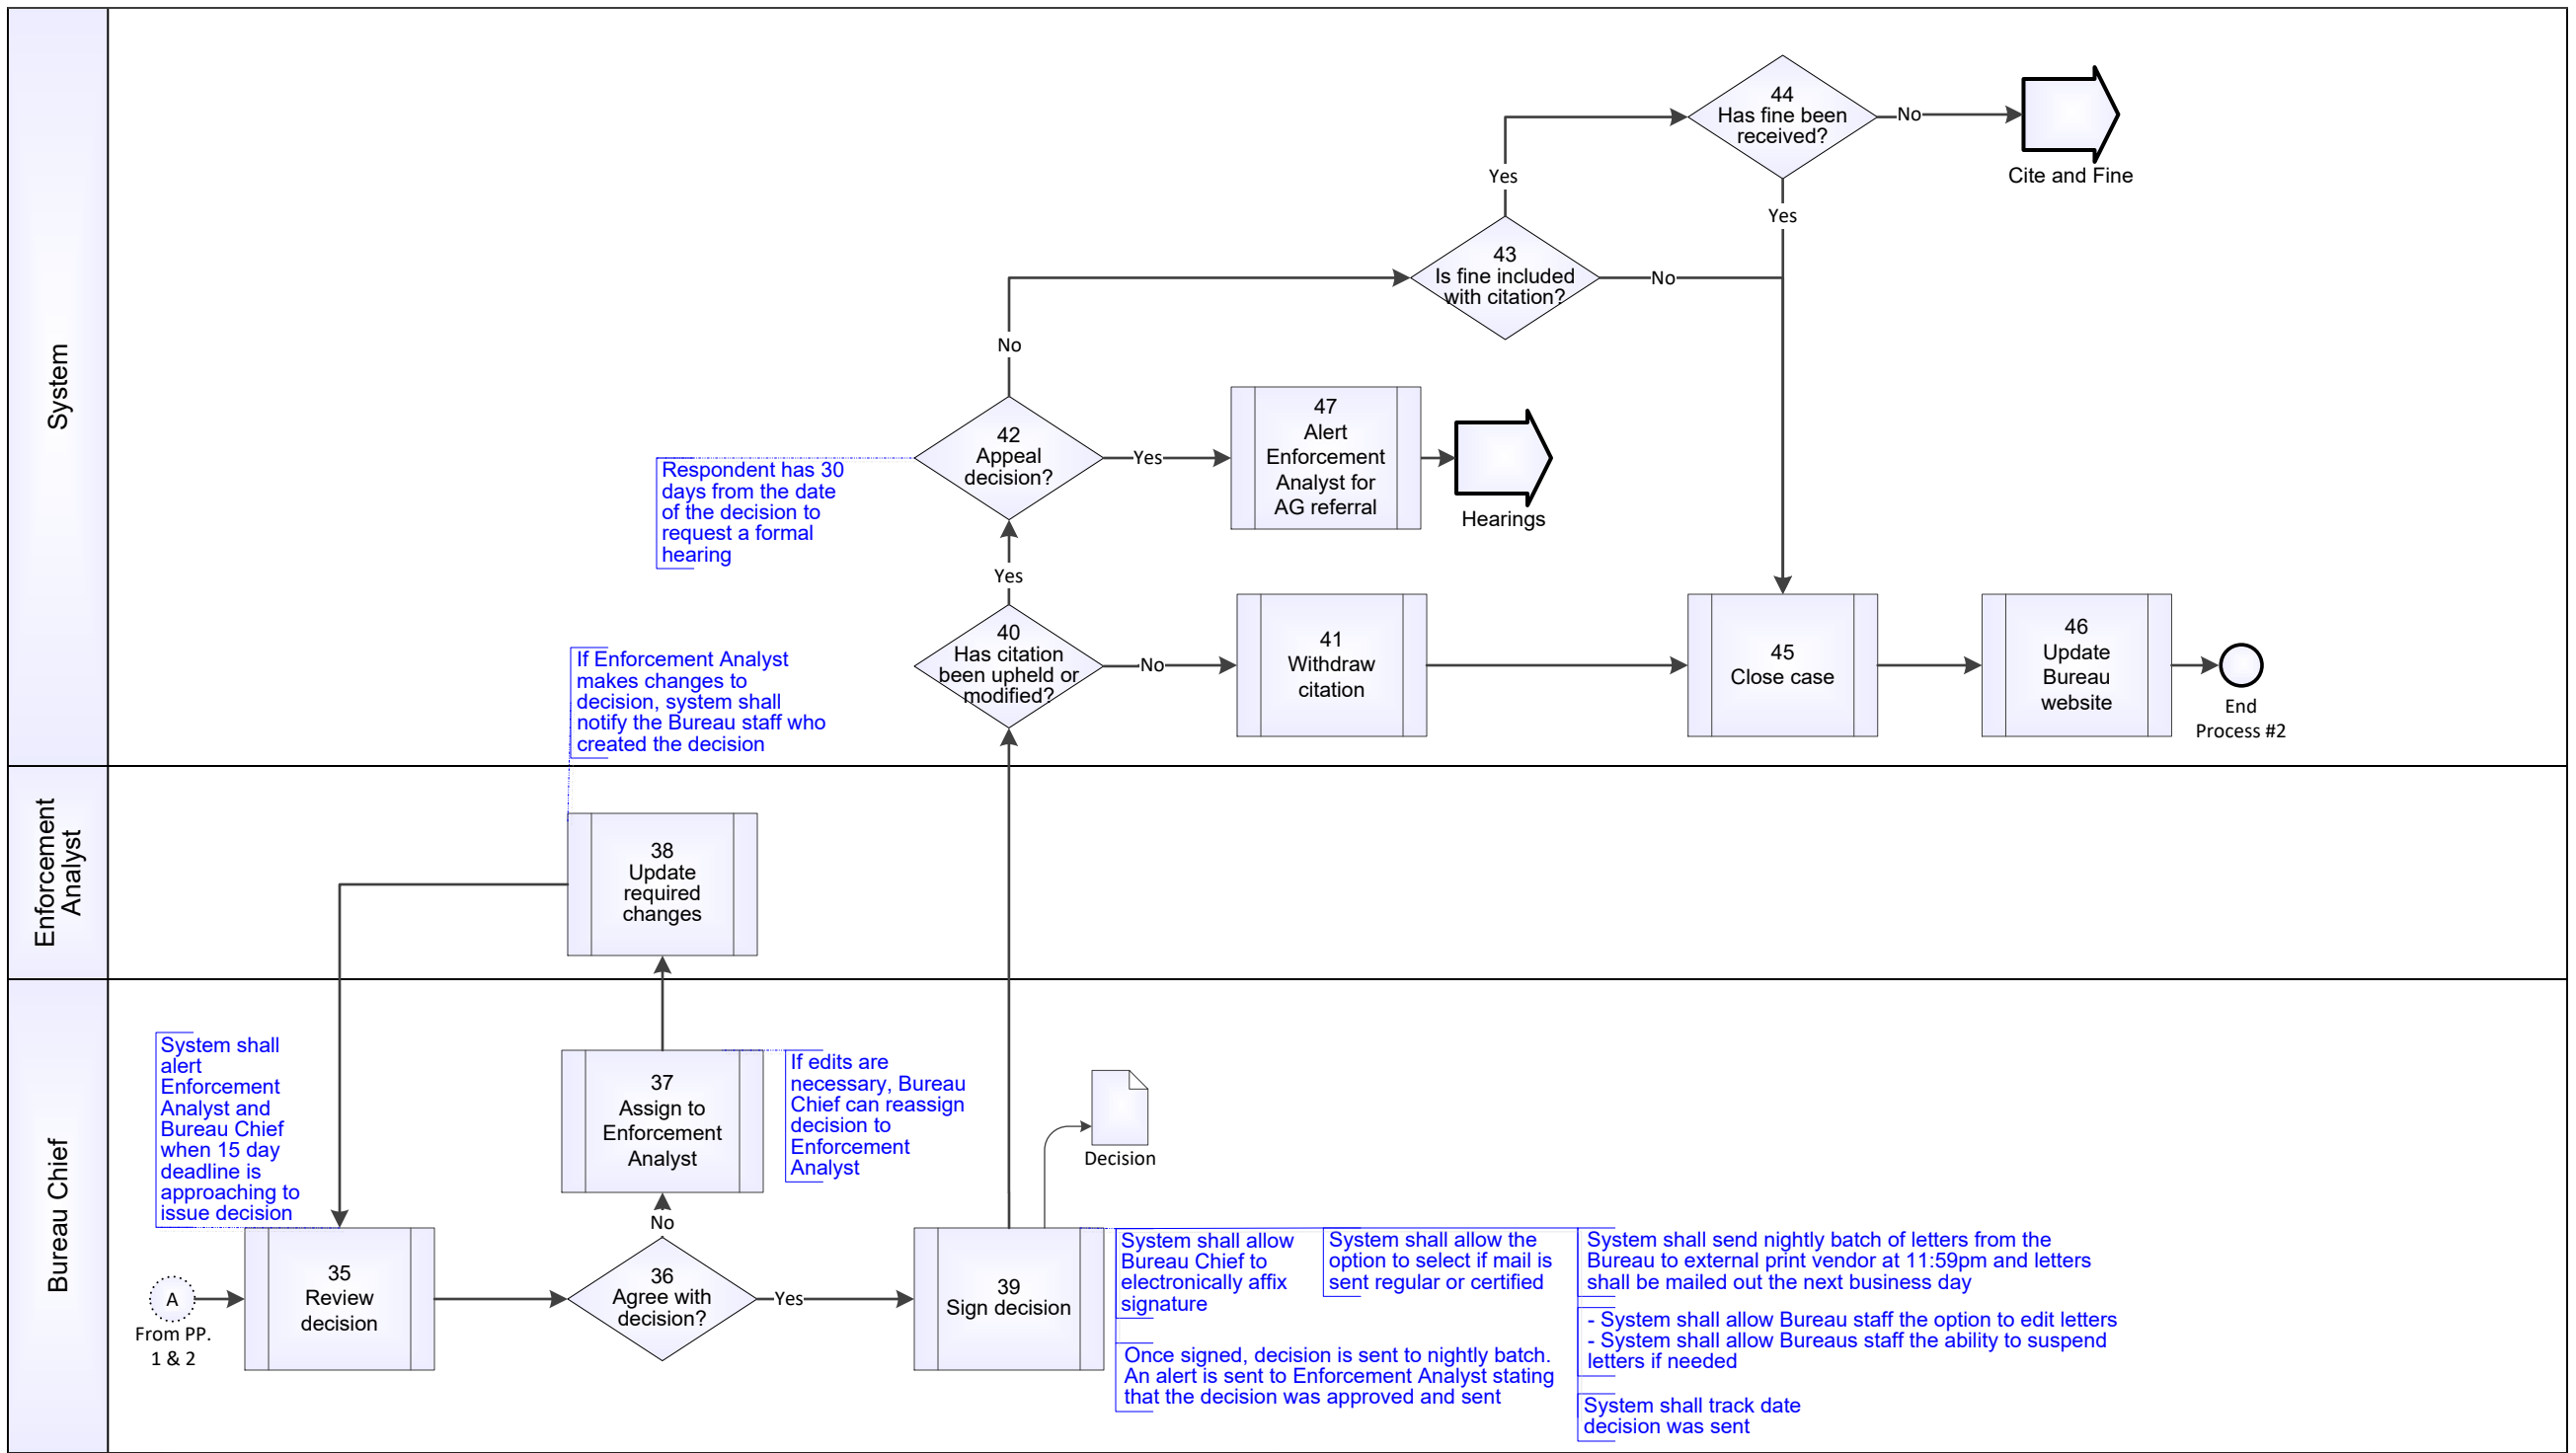 System
44
Has fine been
received?
No
Cite and Fine
Yes
Yes
43
Is fine included
with citation?
No
No
42
Appeal
decision?
Yes
47
Alert
Enforcement
Analyst for
AG referral
Hearings
Respondent has 30
days from the date
of the decision to
request a formal
hearing
Yes
40
Has citation
been upheld or
modified?
No
41
Withdraw
citation
45
Close case
46
Update
Bureau
website
End
Process #2
If Enforcement Analyst
makes changes to
decision, system shall
notify the Bureau staff who
created the decision
Enforcement
Analyst
38
Update
required
changes
Bureau Chief
System shall
alert
Enforcement
Analyst and
Bureau Chief
when 15 day
deadline is
approaching to
issue decision
37
Assign to
Enforcement
Analyst
If edits are
necessary, Bureau
Chief can reassign
decision to
Enforcement
Analyst
Decision
No
A
From PP.
1 & 2
35
Review
decision
36
Agree with
decision?
Yes
39
Sign decision
System shall allow
Bureau Chief to
electronically affix
signature
System shall allow the
option to select if mail is
sent regular or certified
System shall send nightly batch of letters from the
Bureau to external print vendor at 11:59pm and letters
shall be mailed out the next business day
- System shall allow Bureau staff the option to edit letters
- System shall allow Bureaus staff the ability to suspend
letters if needed
Once signed, decision is sent to nightly batch.
An alert is sent to Enforcement Analyst stating
that the decision was approved and sent
System shall track date
decision was sent